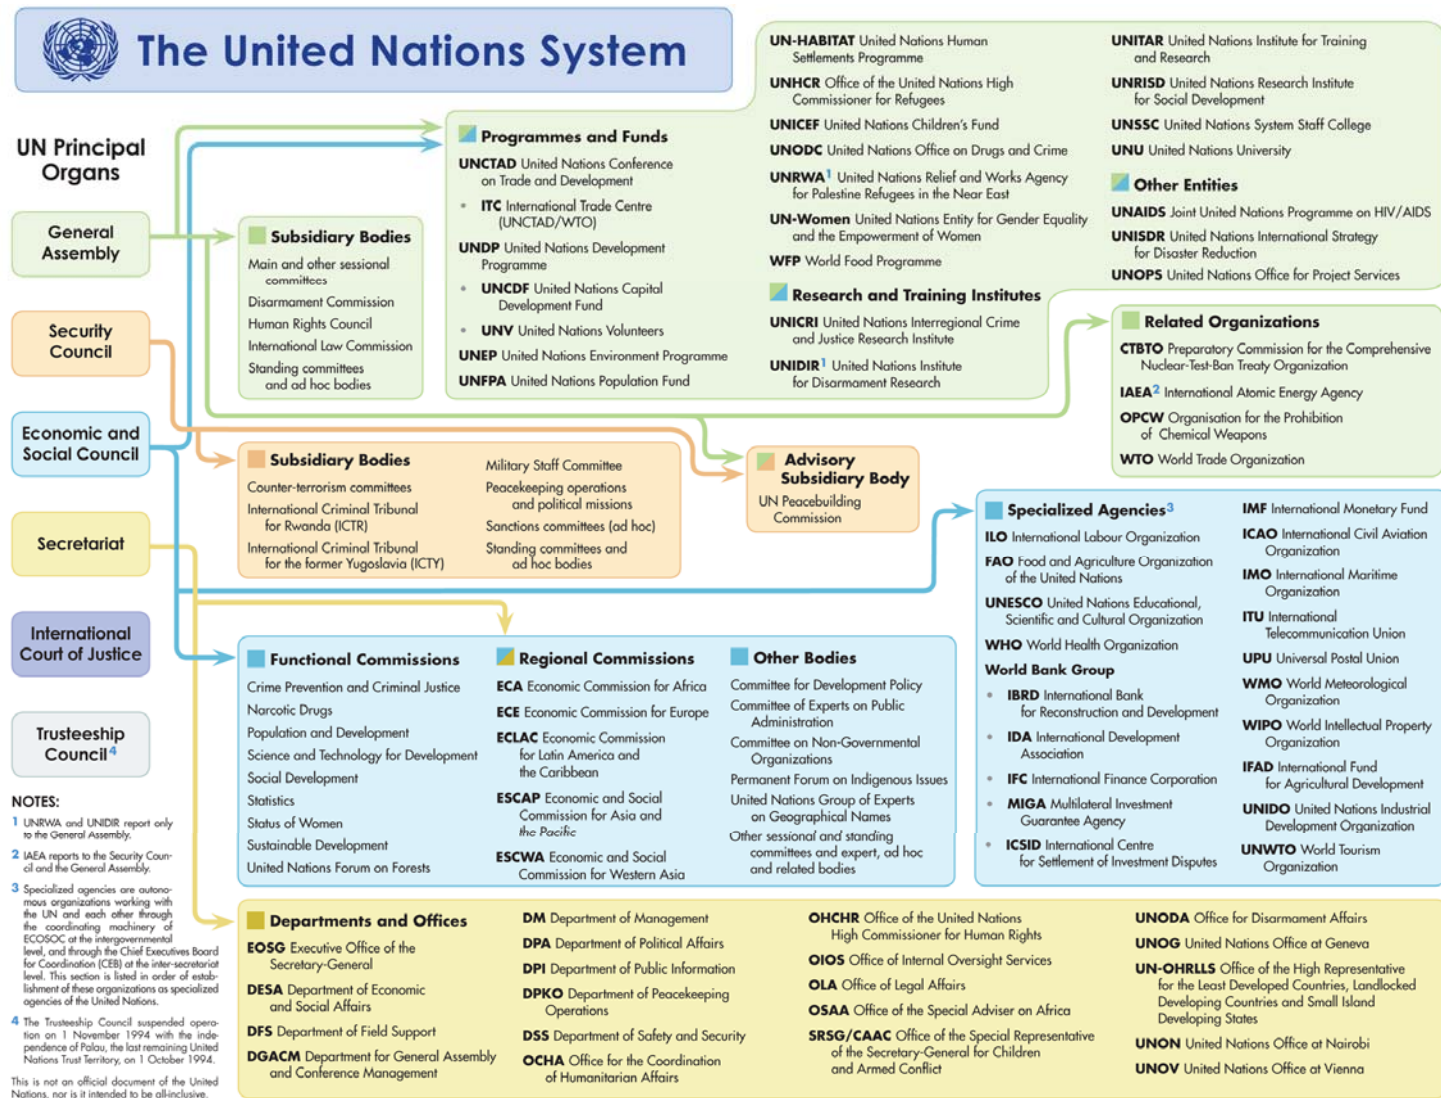 The United Nations System
UN Principal
Organs
General
Assembly
Security
Council
Economic and
Social Council
Secretariat
International
Court of Justice
Trusteeship
Council4
NOTES:
1 UNRWA and UNIDIR report only
to the General Assembly.
2 IAEA reports to the Security Coun-
cil and the General Assembly.
3 Specialized agencies are autono-
mous organizations working with
the UN and each other through
the coordinating machinery of
ECOSOC at the intergovernmental
level, and through the Chief Executives Board
for Coordination (CEB) at the inter-secretariat
level. This section is listed in order of estab-
lishment of these organizations as specialized
agencies of the United Nations.
4 The Trusteeship Council suspended opera-
tion on 1 November 1994 with the inde-
pendence of Palau, the last remaining United
Nations Trust Territory, on 1 October 1994.
This is not an official document of the United
Nations, nor is it intended to be all-inclusive.
Subsidiary Bodies
Main and other sessional
committees
Disarmament Commission
Human Rights Council
International Law Commission
Standing committees
and ad hoc bodies
Programmes and Funds
UNCTAD United Nations Conference
on Trade and Development
• ITC International Trade Centre
(UNCTAD/WTO)
UNDP United Nations Development
Programme
• UNCDF United Nations Capital
Development Fund
• UNV United Nations Volunteers
UNEP United Nations Environment Programme
UNFPA United Nations Population Fund
UN-HABITAT United Nations Human
Settlements Programme
UNHCR Office of the United Nations High
Commissioner for Refugees
UNICEF United Nations Children's Fund
UNODC United Nations Office on Drugs and Crime
UNRWA1 United Nations Relief and Works Agency
for Palestine Refugees in the Near East
UN-Women United Nations Entity for Gender Equality
and the Empowerment of Women
WFP World Food Programme
Research and Training Institutes
UNICRI United Nations Interregional Crime
and Justice Research Institute
UNIDIR1 United Nations Institute
for Disarmament Research
UNITAR United Nations Institute for Training
and Research
UNRISD United Nations Research Institute
for Social Development
UNSSC United Nations System Staff College
UNU United Nations University
Other Entities
UNAIDS Joint United Nations Programme on HIV/AIDS
UNISDR United Nations International Strategy
for Disaster Reduction
UNOPS United Nations Office for Project Services
Related Organizations
CTBTO Preparatory Commission for the Comprehensive
Nuclear-Test-Ban Treaty Organization
IAEA2 International Atomic Energy Agency
OPCW Organisation for the Prohibition
of Chemical Weapons
WTO World Trade Organization
Subsidiary Bodies
Counter-terrorism committees
International Criminal Tribunal
for Rwanda (ICTR)
International Criminal Tribunal
for the former Yugoslavia (ICTY)
Military Staff Committee
Peacekeeping operations
and political missions
Sanctions committees (ad hoc)
Standing committees and
ad hoc bodies
Advisory
Subsidiary Body
UN Peacebuilding
Commission
Specialized Agencies3
ILO International Labour Organization
FAO Food and Agriculture Organization
of the United Nations
UNESCO United Nations Educational,
Scientific and Cultural Organization
WHO World Health Organization
World Bank Group
• IBRD International Bank
for Reconstruction and Development
• IDA International Development
Association
• IFC International Finance Corporation
• MIGA Multilateral Investment
Guarantee Agency
• ICSID International Centre
for Settlement of Investment Disputes
IMF International Monetary Fund
ICAO International Civil Aviation
Organization
IMO International Maritime
Organization
ITU International
Telecommunication Union
UPU Universal Postal Union
WMO World Meteorological
Organization
WIPO World Intellectual Property
Organization
IFAD International Fund
for Agricultural Development
UNIDO United Nations Industrial
Development Organization
UNWTO World Tourism
Organization
Functional Commissions
Crime Prevention and Criminal Justice
Narcotic Drugs
Population and Development
Science and Technology for Development
Social Development
Statistics
Status of Women
Sustainable Development
United Nations Forum on Forests
Regional Commissions
ECA Economic Commission for Africa
ECE Economic Commission for Europe
ECLAC Economic Commission
for Latin America and
the Caribbean
ESCAP Economic and Social
Commission for Asia and
the Pacific
ESCWA Economic and Social
Commission for Western Asia
Other Bodies
Committee for Development Policy
Committee of Experts on Public
Administration
Committee on Non-Governmental
Organizations
Permanent Forum on Indigenous Issues
United Nations Group of Experts
on Geographical Names
Other sessional and standing
committees and expert, ad hoc
and related bodies
Departments and Offices
EOSG Executive Office of the
Secretary-General
DESA Department of Economic
and Social Affairs
DFS Department of Field Support
DGACM Department for General Assembly
and Conference Management
DM Department of Management
DPA Department of Political Affairs
DPI Department of Public Information
DPKO Department of Peacekeeping
Operations
DSS Department of Safety and Security
OCHA Office for the Coordination
of Humanitarian Affairs
OHCHR Office of the United Nations
High Commissioner for Human Rights
OIOS Office of Internal Oversight Services
OLA Office of Legal Affairs
OSAA Office of the Special Adviser on Africa
SRSG/CAAC Office of the Special Representative
of the Secretary-General for Children
and Armed Conflict
UNODA Office for Disarmament Affairs
UNOG United Nations Office at Geneva
UN-OHRLLS Office of the High Representative
for the Least Developed Countries, Landlocked
Developing Countries and Small Island
Developing States
UNON United Nations Office at Nairobi
UNOV United Nations Office at Vienna